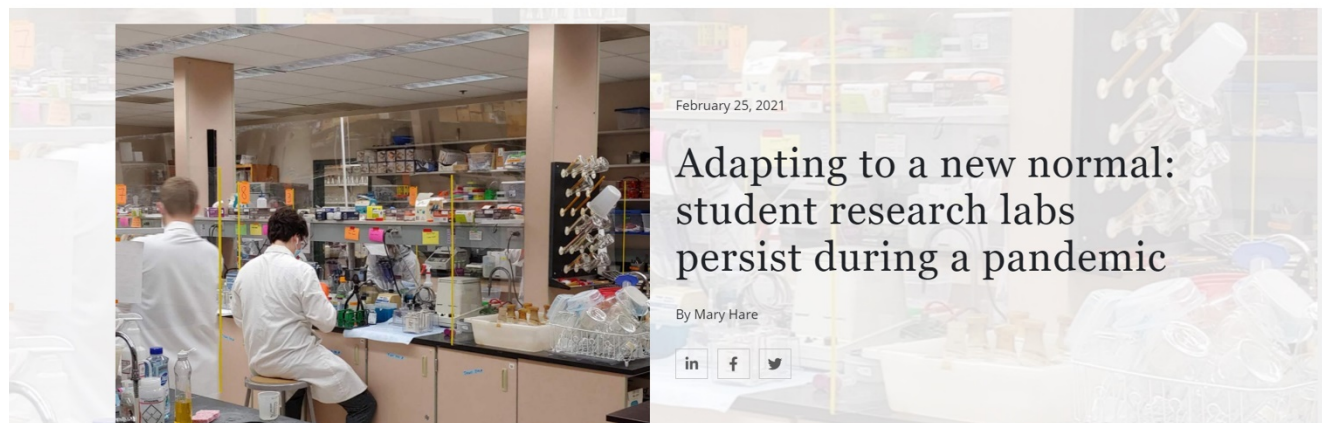 February 25, 2021
Adapting to a new normal:
student research labs
persist during a pandemic
By Mary Hare
in
f